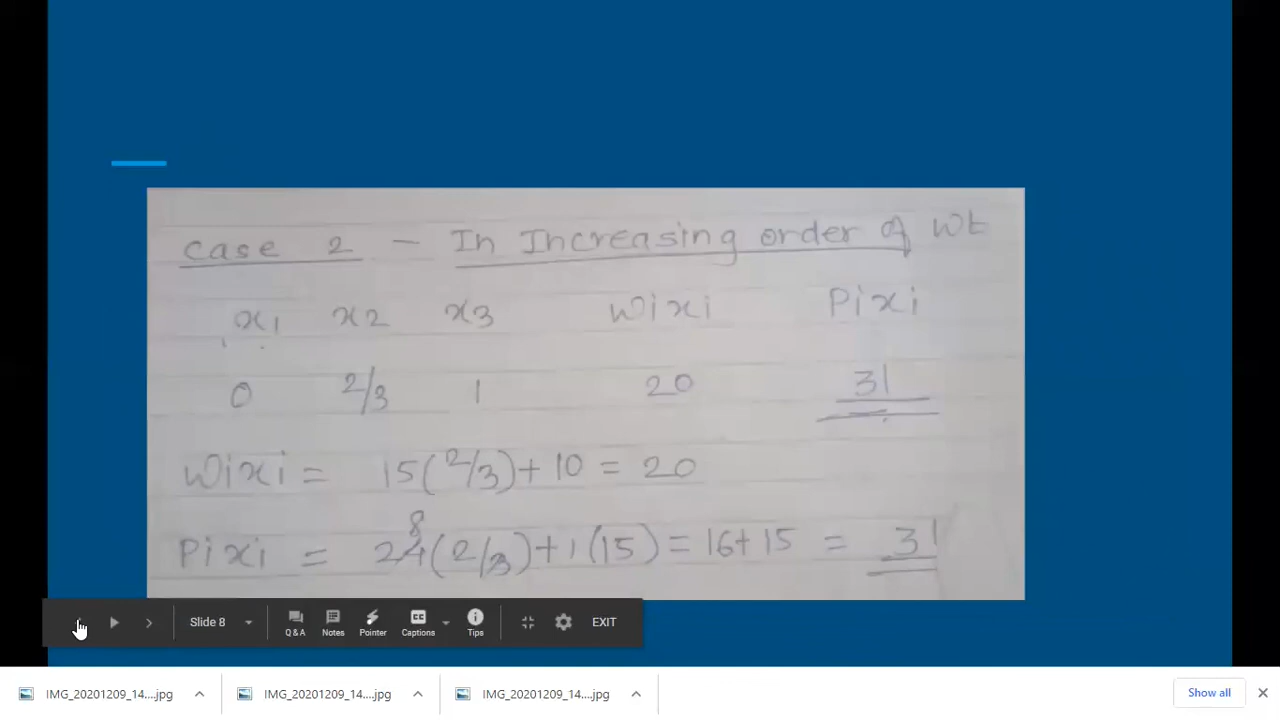 case 2 - In Increasing order of wt
x1 x2 x3 wixi Pixi
0 2/3 1 20 31
wixi = 15(2/3) + 10 = 20
8
Pixi = 24(2/3) + 1(15) = 16+15 = 31
Slide 8 Q&A Notes Pointer Captions Tips EXIT
IMG_20201209_14....jpg IMG_20201209_14....jpg IMG_20201209_14....jpg Show all